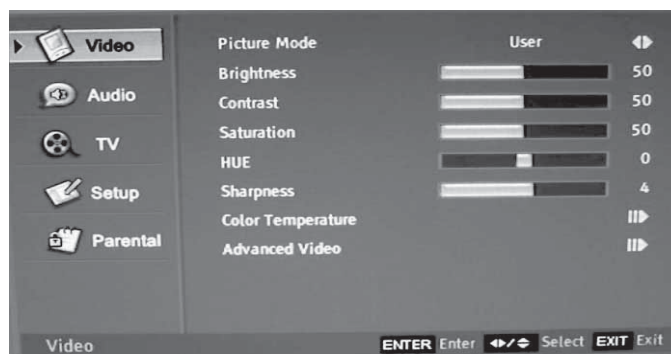 Video
Audio
TV
Setup
Parental
Picture Mode User
Brightness 50
Contrast 50
Saturation 50
HUE 0
Sharpness 4
Color Temperature
Advanced Video
Video ENTER Enter Select EXIT Exit